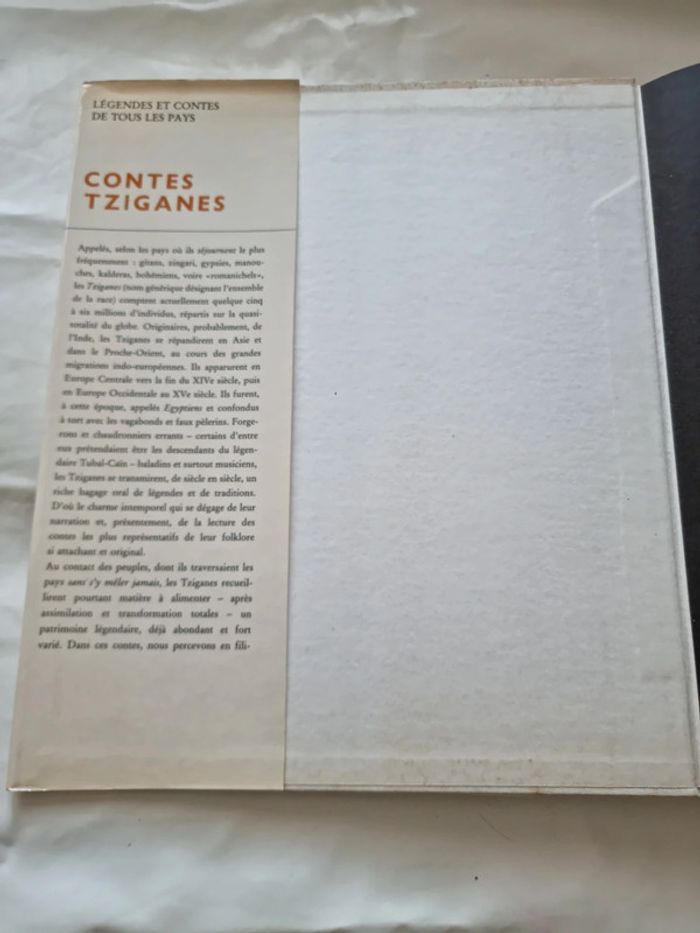 LÉGENDES ET CONTES
DE TOUS LES PAYS
CONTES
TZIGANES
Appelés, selon les pays où ils séjournent le plus
fréquemment : gitans, zingari, gypsies, manou-
ches, kalderas, bohémiens, voire «romanichels»,
les Tziganes (nom générique désignant l'ensemble
de la race) comptent actuellement quelque cinq
à six millions d'individus, répartis sur la quasi-
totalité du globe. Originaires, probablement, de
l'Inde, les Tziganes se répandirent en Asie et
dans le Proche-Orient, au cours des grandes
migrations indo-européennes. Ils apparurent en
Europe Centrale vers la fin du XIVe siècle, puis
en Europe Occidentale au XVe siècle. Ils furent,
à cette époque, appelés Egyptiens et confondus
à tort avec les vagabonds et faux pèlerins. Forge-
rons et chaudronniers errants – certains d'entre
eux prétendaient être les descendants du légen-
daire Tubal-Caïn – baladins et surtout musiciens,
les Tziganes se transmirent, de siècle en siècle, un
riche bagage oral de légendes et de traditions.
D'où le charme intemporel qui se dégage de leur
narration et, présentement, de la lecture des
contes les plus représentatifs de leur folklore
si attachant et original.
Au contact des peuples, dont ils traversaient les
pays sans s'y mêler jamais, les Tziganes recueil-
lirent pourtant matière à alimenter – après
assimilation et transformation totales – un
patrimoine légendaire, déjà abondant et fort
varié. Dans ces contes, nous percevons en fili-